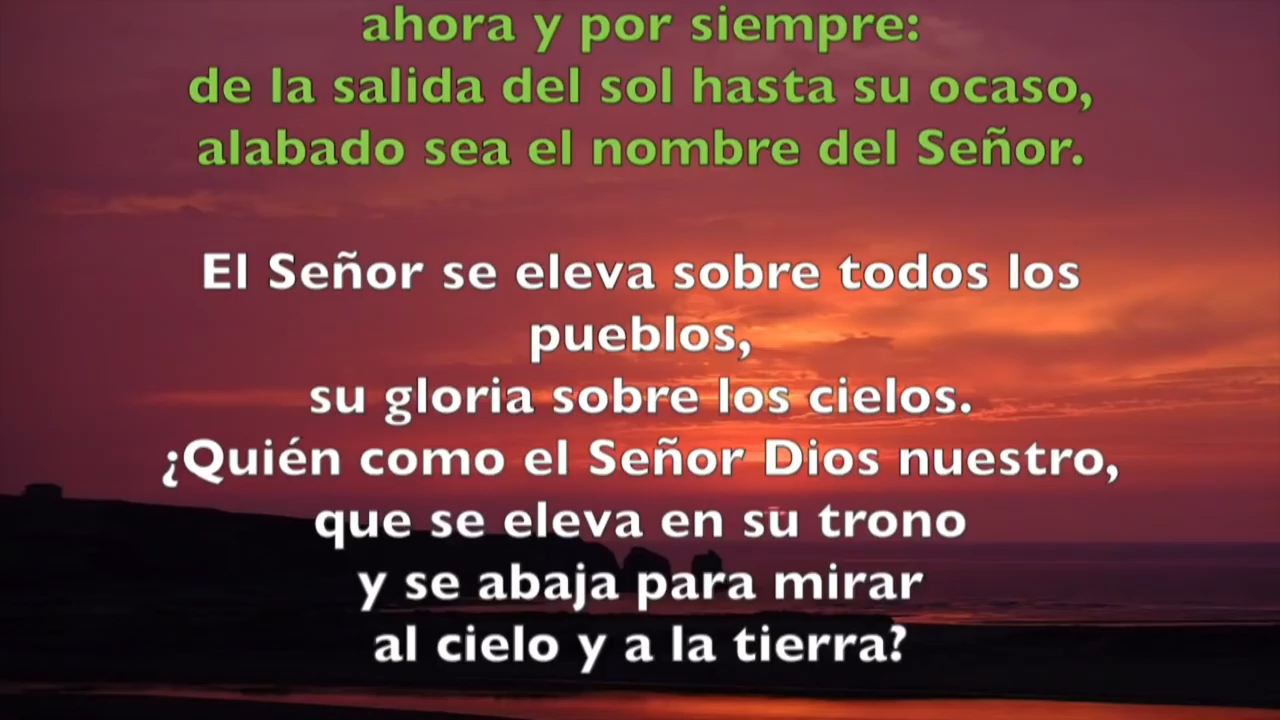 ahora y por siempre:
de la salida del sol hasta su ocaso,
alabado sea el nombre del Señor.
El Señor se eleva sobre todos los
pueblos,
su gloria sobre los cielos.
¿Quién como el Señor Dios nuestro,
que se eleva en su trono
y se abaja para mirar
al cielo y a la tierra?